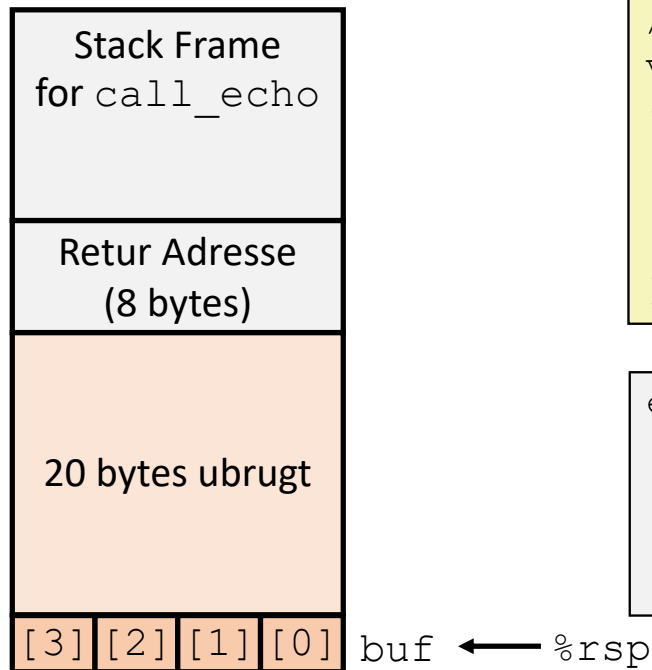 Stack Frame
for call_echo
Retur Adresse
(8 bytes)
20 bytes ubrugt
[3] [2] [1] [0] buf %rsp